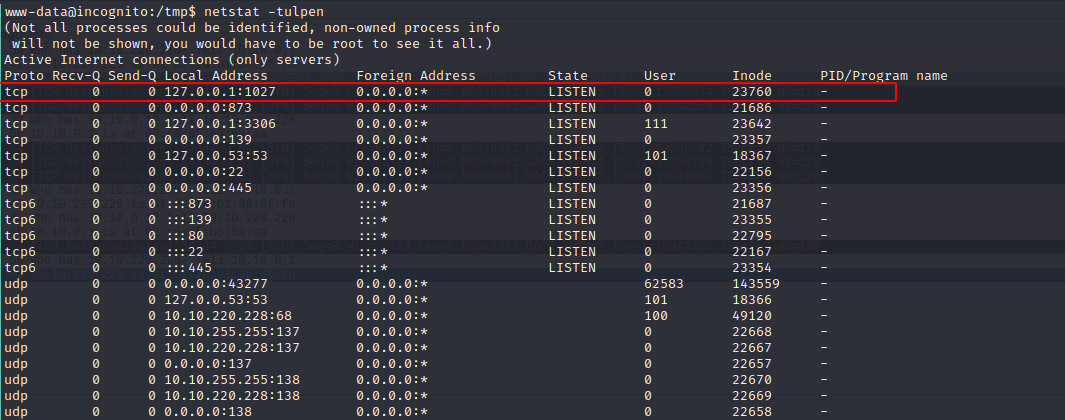 www-data@incognito:/tmp$ netstat -tulpen
(Not all processes could be identified, non-owned process info
 will not be shown, you would have to be root to see it all.)
Active Internet connections (only servers)
Proto Recv-Q Send-Q Local Address           Foreign Address         State       User       Inode      PID/Program name
tcp        0      0 127.0.0.1:1027          0.0.0.0:*               LISTEN      0          23760      -
tcp        0      0 0.0.0.0:873             0.0.0.0:*               LISTEN      0          21686      -
tcp        0      0 127.0.0.1:3306          0.0.0.0:*               LISTEN      111        23642      -
tcp        0      0 0.0.0.0:139             0.0.0.0:*               LISTEN      0          23357      -
tcp        0      0 127.0.0.53:53           0.0.0.0:*               LISTEN      101        18367      -
tcp        0      0 0.0.0.0:22              0.0.0.0:*               LISTEN      0          22156      -
tcp        0      0 0.0.0.0:445             0.0.0.0:*               LISTEN      0          23356      -
tcp6       0      0 :::873                  :::*                    LISTEN      0          21687      -
tcp6       0      0 :::139                  :::*                    LISTEN      0          23355      -
tcp6       0      0 :::80                   :::*                    LISTEN      0          22795      -
tcp6       0      0 :::22                   :::*                    LISTEN      0          22167      -
tcp6       0      0 :::445                  :::*                    LISTEN      0          23354      -
udp        0      0 0.0.0.0:43277           0.0.0.0:*                           62583      143559     -
udp        0      0 127.0.0.53:53           0.0.0.0:*                           101        18366      -
udp        0      0 10.10.220.228:68        0.0.0.0:*                           100        49120      -
udp        0      0 10.10.255.255:137       0.0.0.0:*                           0          22668      -
udp        0      0 10.10.220.228:137       0.0.0.0:*                           0          22667      -
udp        0      0 0.0.0.0:137             0.0.0.0:*                           0          22657      -
udp        0      0 10.10.255.255:138       0.0.0.0:*                           0          22670      -
udp        0      0 10.10.220.228:138       0.0.0.0:*                           0          22669      -
udp        0      0 0.0.0.0:138             0.0.0.0:*                           0          22658      -